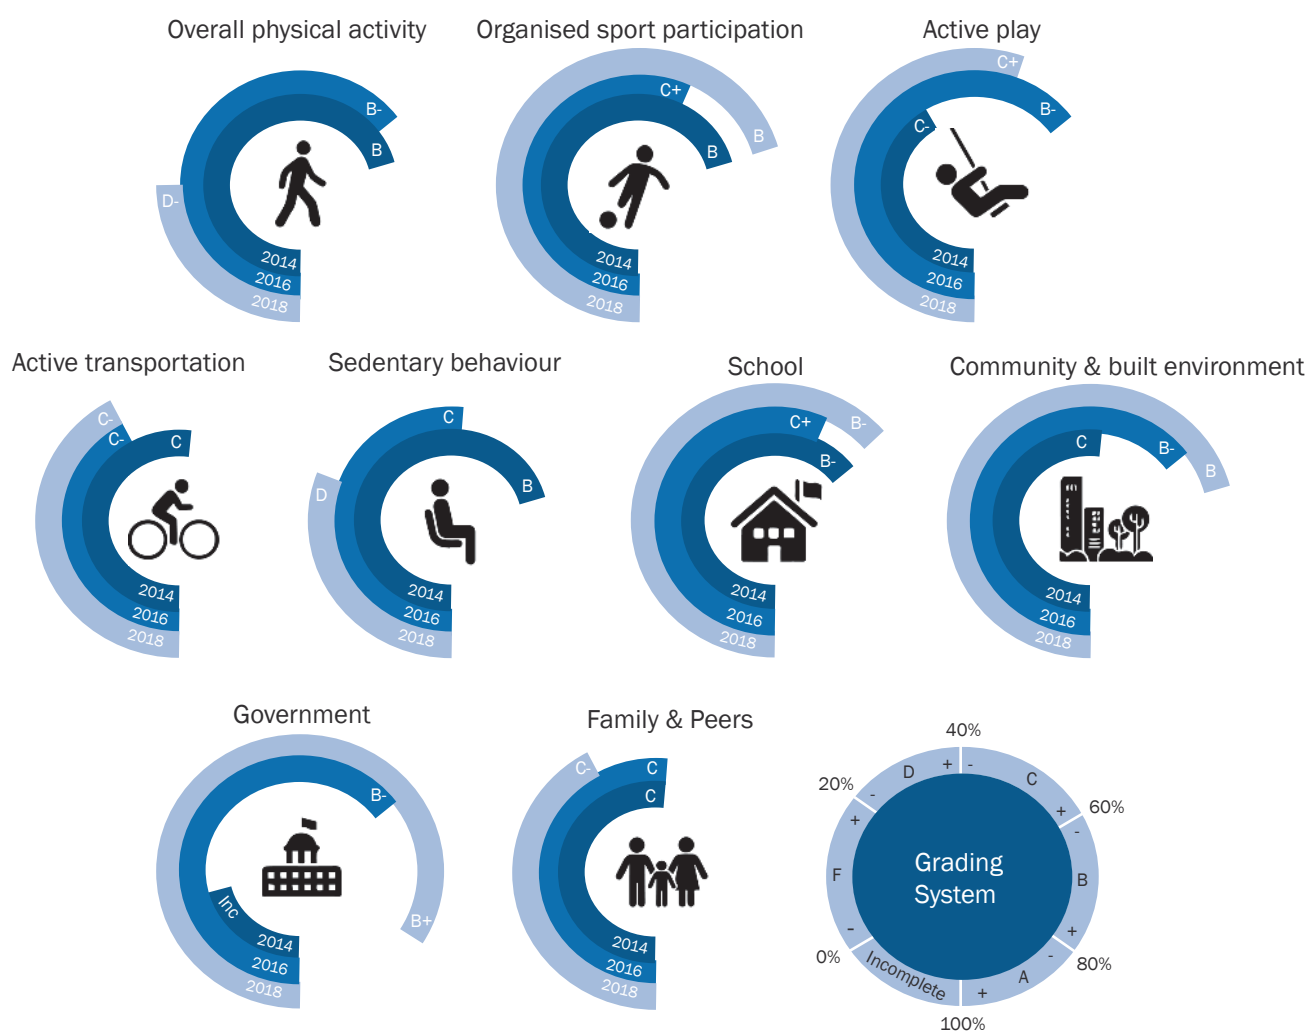 Overall physical activity
B-
B
D-
2014
2016
2018
Organised sport participation
C+
B
B
2014
2016
2018
Active play
C+
B-
C-
2014
2016
2018
Active transportation
C-
C-
C
2014
2016
2018
Sedentary behaviour
C
B
D
2014
2016
2018
School
C+
B-
B-
2014
2016
2018
Community & built environment
C
B-
B
2014
2016
2018
Government
B-
Inc
B+
2014
2016
2018
Family & Peers
C-
C
C
2014
2016
2018
40%
D + - C
20% - + 60%
+ -
Grading
System
F B
- +
0% - 80%
Incomplete + A
100%